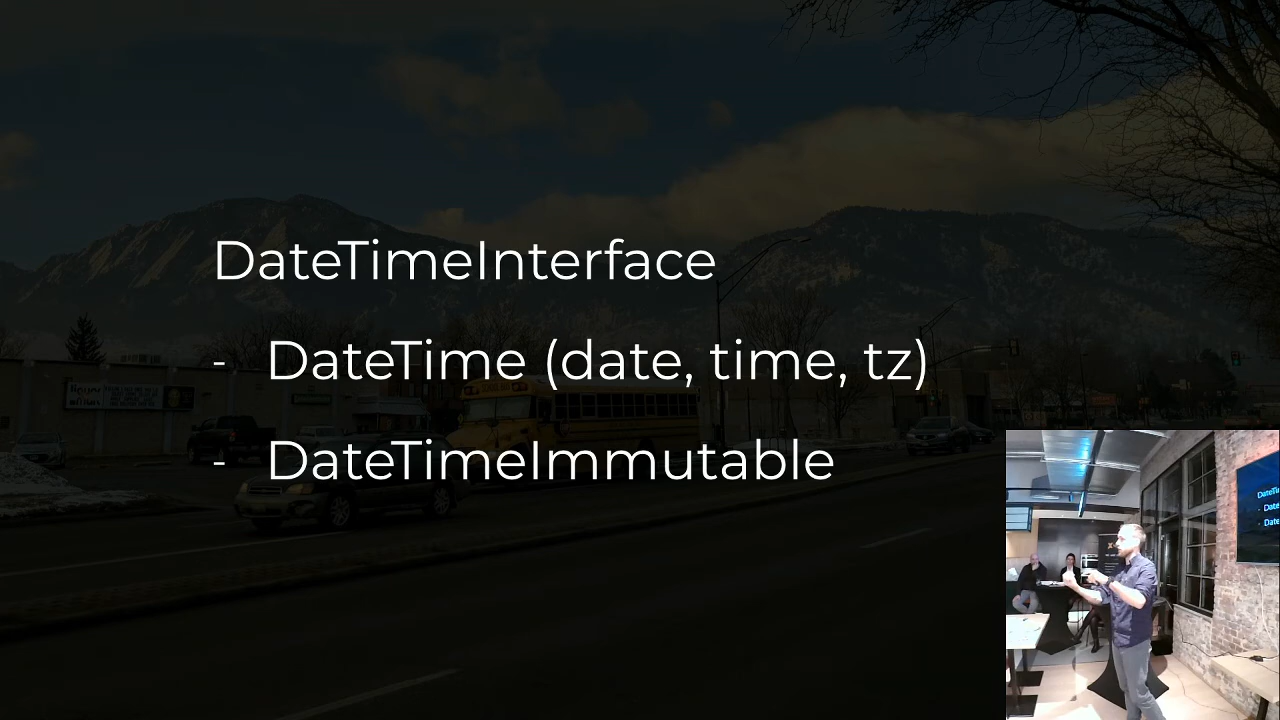 DateTimeInterface
- DateTime (date, time, tz)
- DateTimeImmutable